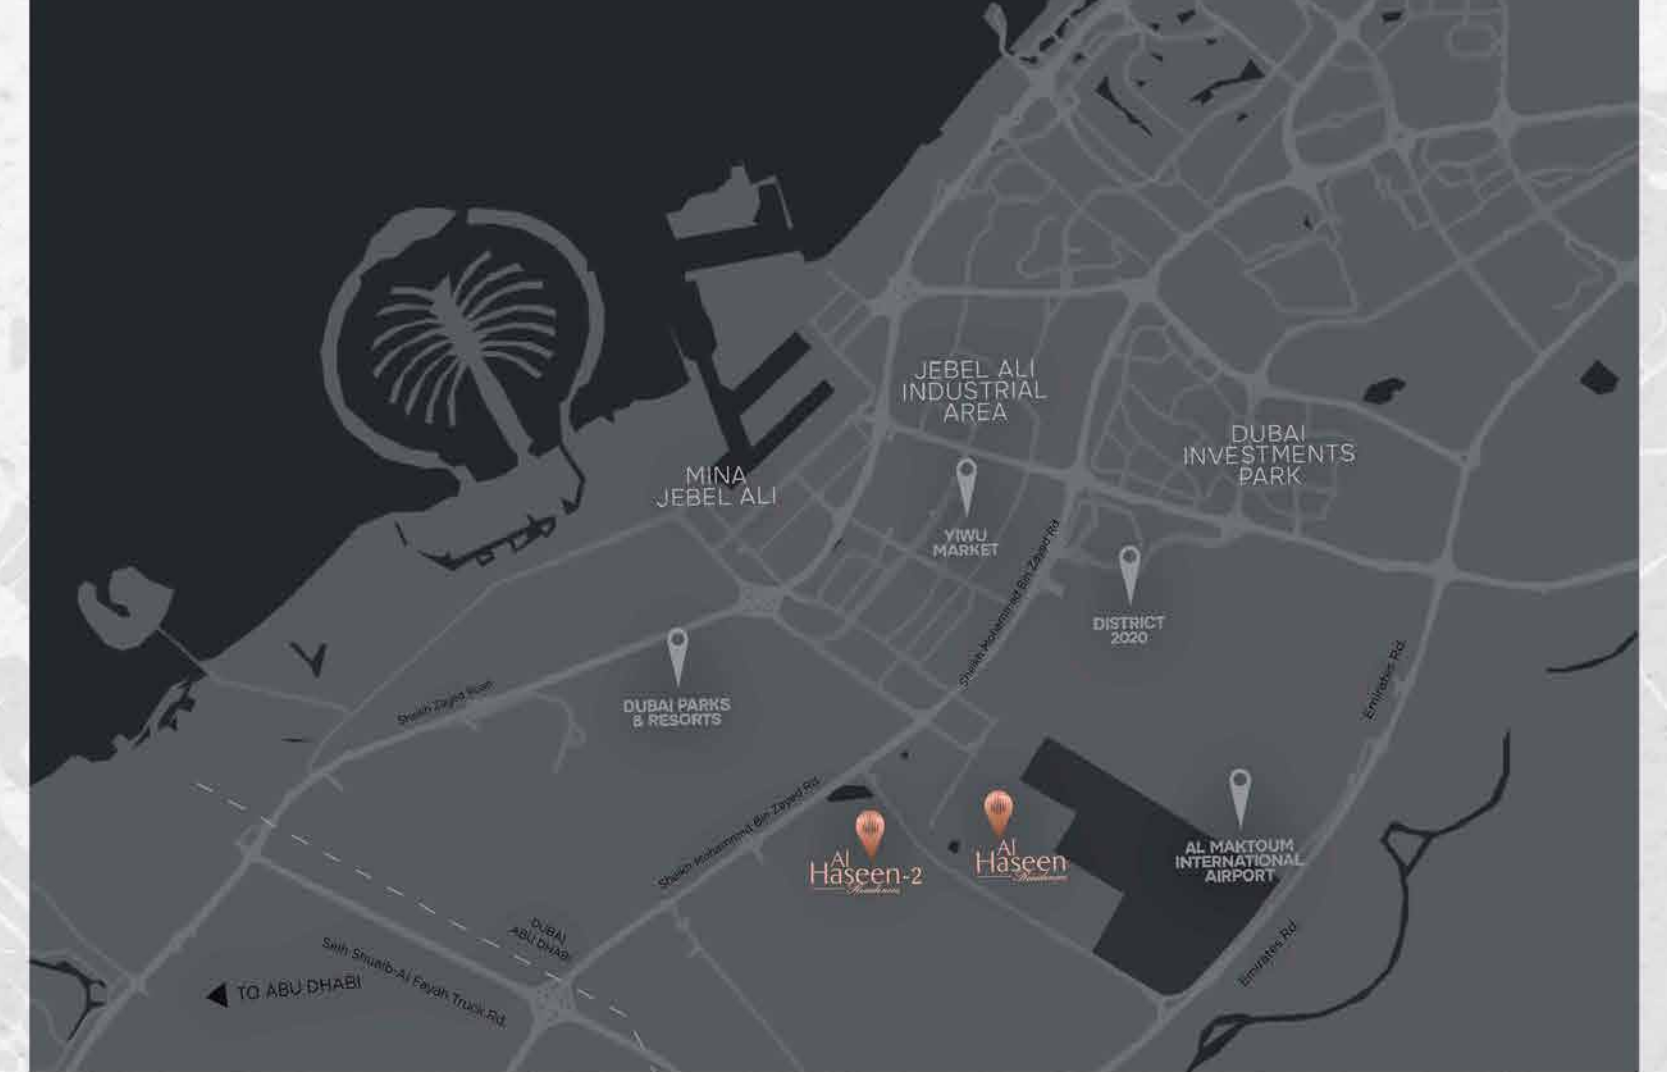 JEBEL ALI
INDUSTRIAL
AREA
DUBAI
INVESTMENTS
PARK
MINA
JEBEL ALI
YIWU
MARKET
Sheikh Mohammed Bin Zayed Rd
DISTRICT
2020
Emirates Rd.
DUBAI PARKS
& RESORTS
Sheikh Zayed Road
Sheikh Mohammed Bin Zayed Rd
Al
Haseen-2
Residences
Al
Haseen
Residences
AL MAKTOUM
INTERNATIONAL
AIRPORT
DUBAI
ABU DHABI
Seih Shuaib-Al Fayah Truck Rd.
TO ABU DHABI
Emirates Rd